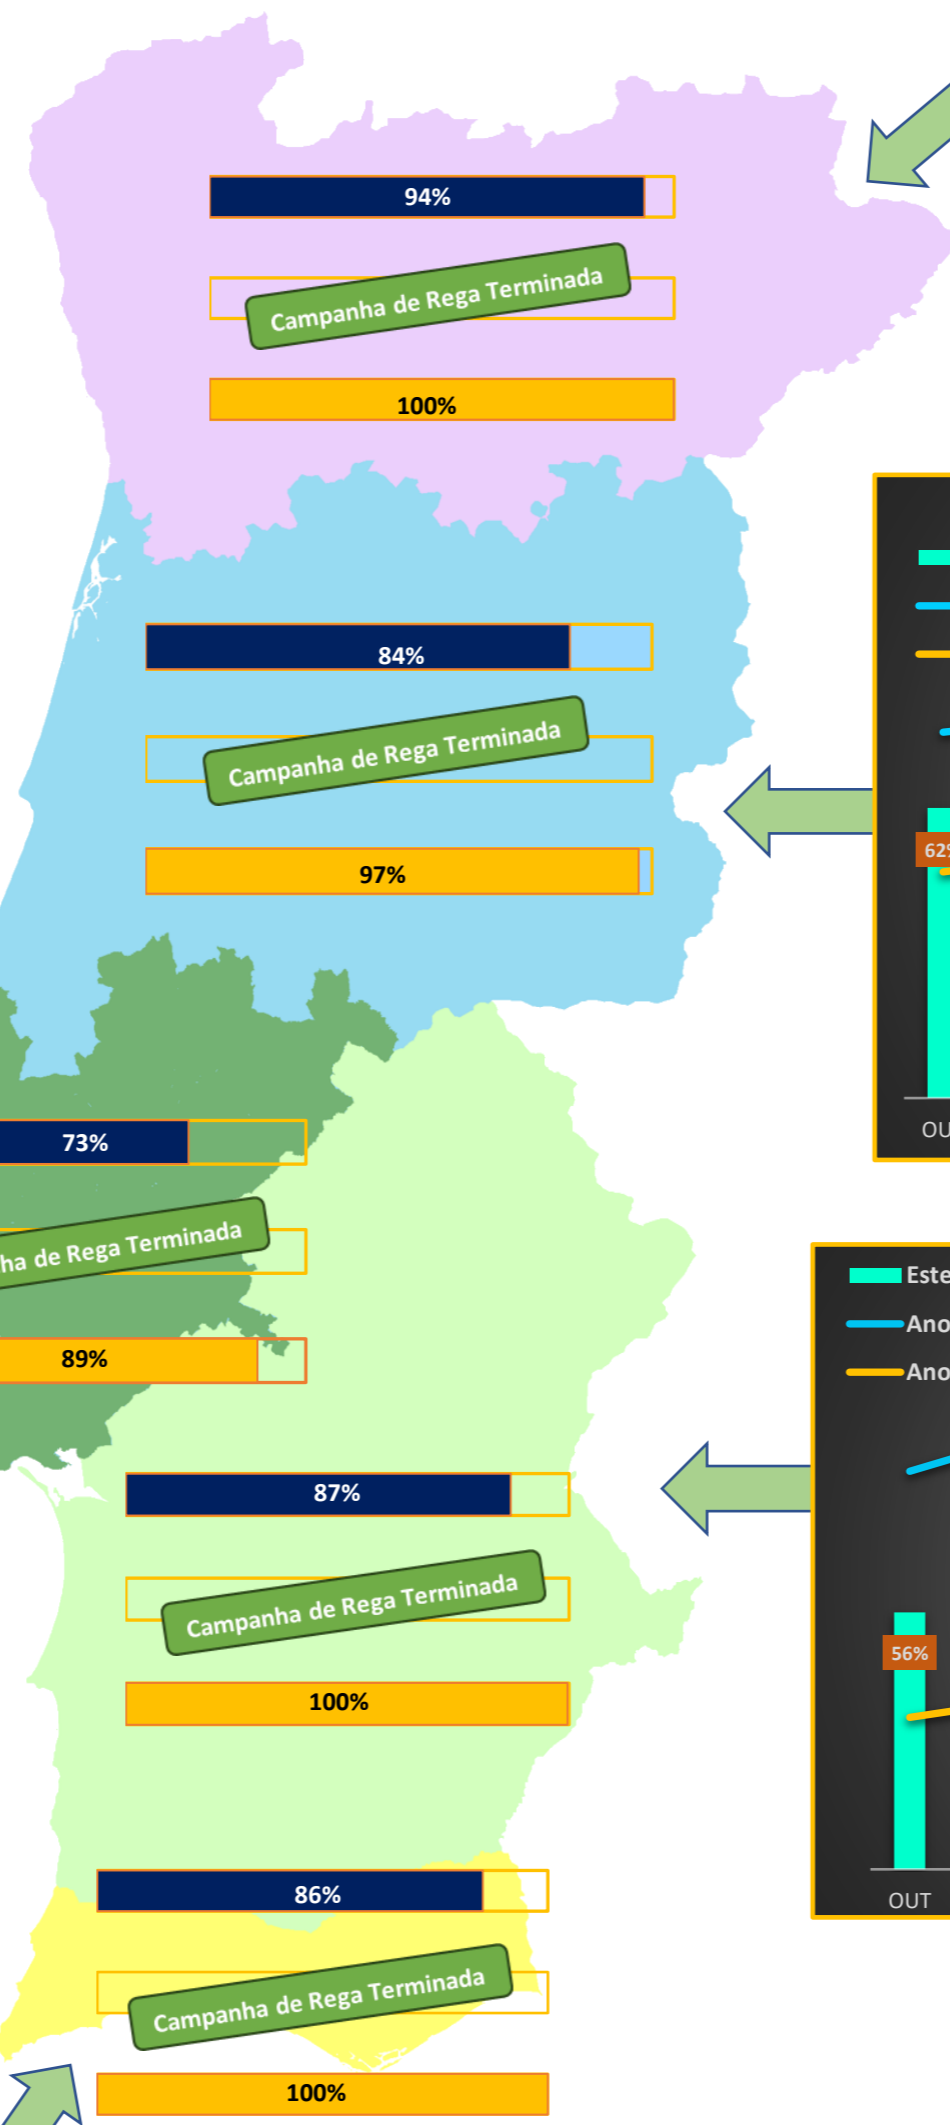 94%
Campanha de Rega Terminada
100%
84%
Campanha de Rega Terminada
97%
62%
73%
de Rega Terminada
89%
Este
Ano
Ano
87%
Campanha de Rega Terminada
100%
56%
OUT
86%
Campanha de Rega Terminada
100%